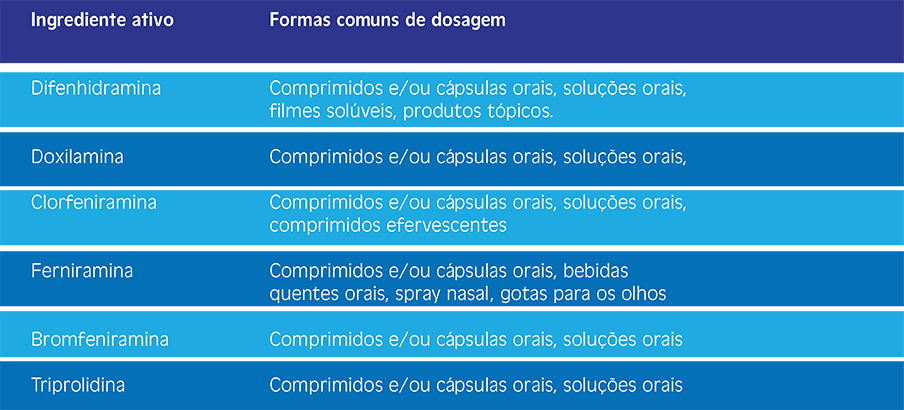 Ingrediente ativo Formas comuns de dosagem
Difenhidramina Comprimidos e/ou cápsulas orais, soluções orais,
filmes solúveis, produtos tópicos.
Doxilamina Comprimidos e/ou cápsulas orais, soluções orais,
Clorfeniramina Comprimidos e/ou cápsulas orais, soluções orais,
comprimidos efervescentes
Ferniramina Comprimidos e/ou cápsulas orais, bebidas
quentes orais, spray nasal, gotas para os olhos
Bromfeniramina Comprimidos e/ou cápsulas orais, soluções orais
Triprolidina Comprimidos e/ou cápsulas orais, soluções orais